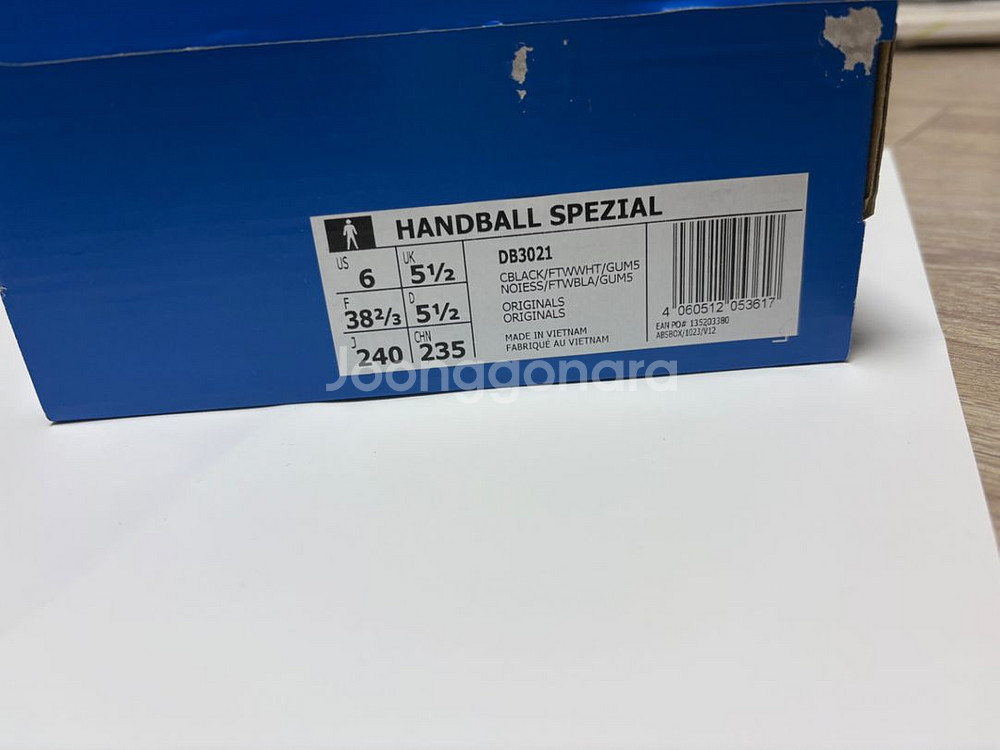 HANDBALL SPEZIAL
US 6 UK 5½
F 38⅔ D 5½
J 240 CHN 235
DB3021
CBLACK/FTWWHT/GUM5
NOIESS/FTWBLA/GUM5
ORIGINALS
ORIGINALS
MADE IN VIETNAM
FABRIQUÉ AU VIETNAM
4 060512 053617
EAN PO# 135203380
ABSBOX/1023/V12
Joonggonara